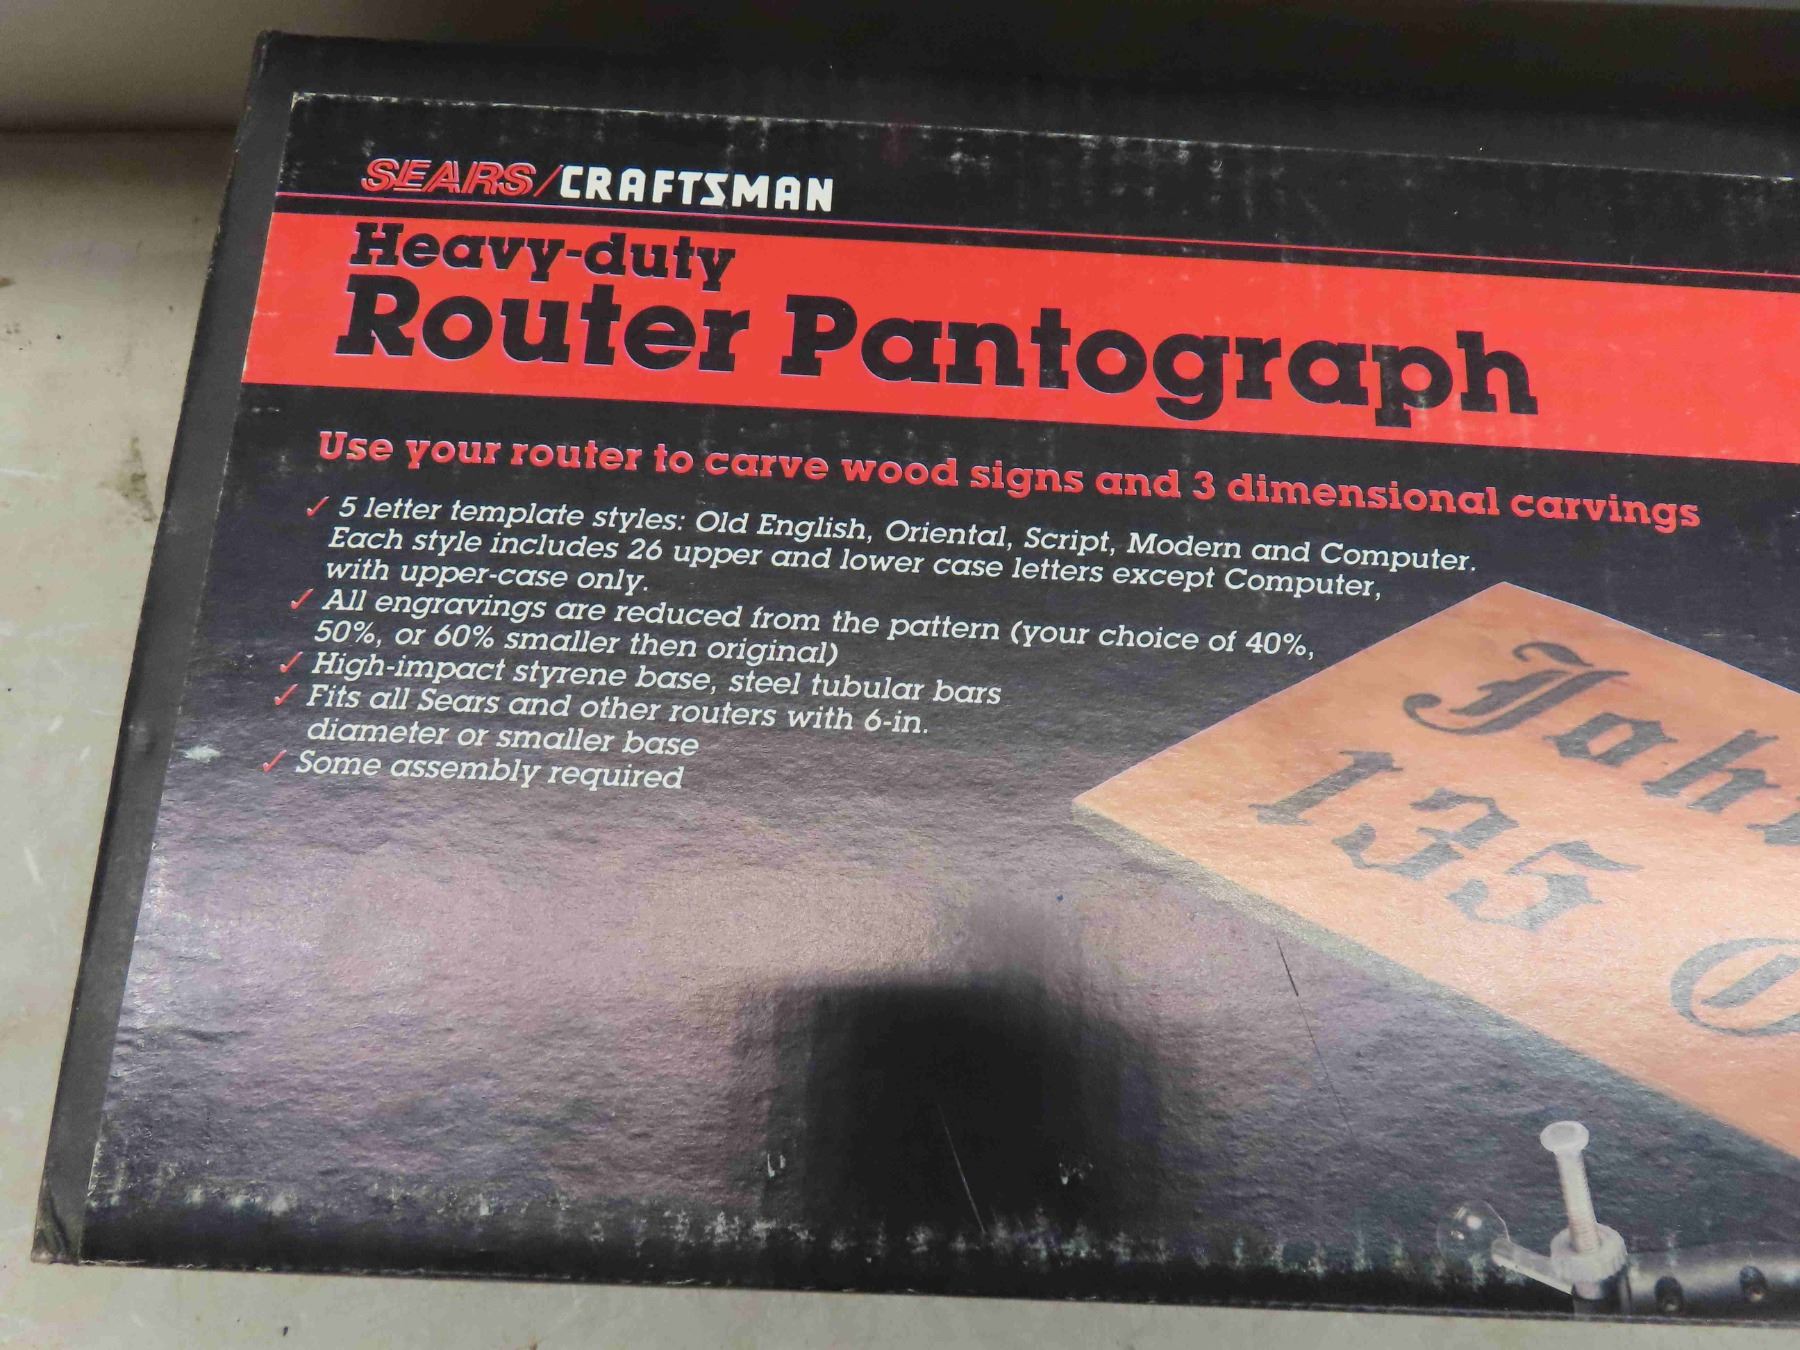 SEARS/CRAFTSMAN
Heavy-duty
Router Pantograph
Use your router to carve wood signs and 3 dimensional carvings
✓ 5 letter template styles: Old English, Oriental, Script, Modern and Computer.
Each style includes 26 upper and lower case letters except Computer,
with upper-case only.
✓ All engravings are reduced from the pattern (your choice of 40%,
50%, or 60% smaller then original)
✓ High-impact styrene base, steel tubular bars
✓ Fits all Sears and other routers with 6-in.
diameter or smaller base
✓ Some assembly required
Joh
135 O